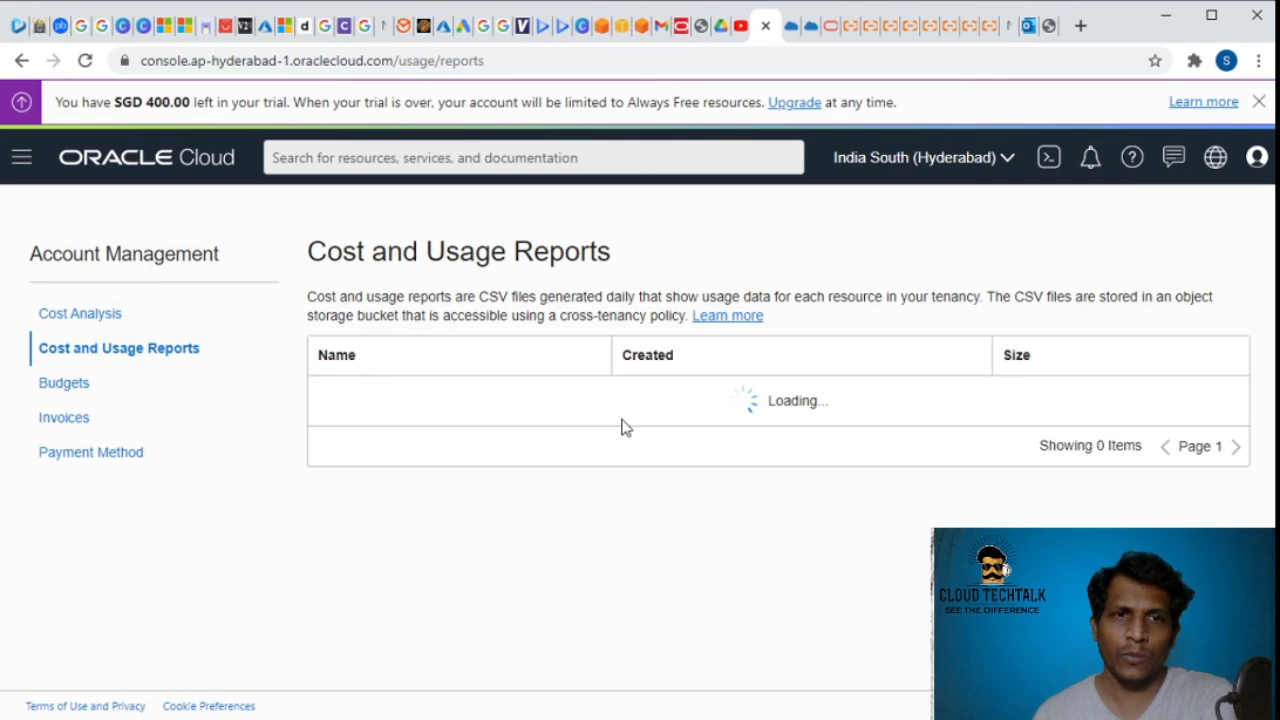 console.ap-hyderabad-1.oraclecloud.com/usage/reports
S
You have SGD 400.00 left in your trial. When your trial is over, your account will be limited to Always Free resources. Upgrade at any time.
Learn more
ORACLE Cloud
Search for resources, services, and documentation
India South (Hyderabad)
Account Management
Cost Analysis
Cost and Usage Reports
Budgets
Invoices
Payment Method
Cost and Usage Reports
Cost and usage reports are CSV files generated daily that show usage data for each resource in your tenancy. The CSV files are stored in an object
storage bucket that is accessible using a cross-tenancy policy. Learn more
Name Created Size
Loading...
Showing 0 Items Page 1
CLOUD TECHTALK
SEE THE DIFFERENCE
Terms of Use and Privacy Cookie Preferences